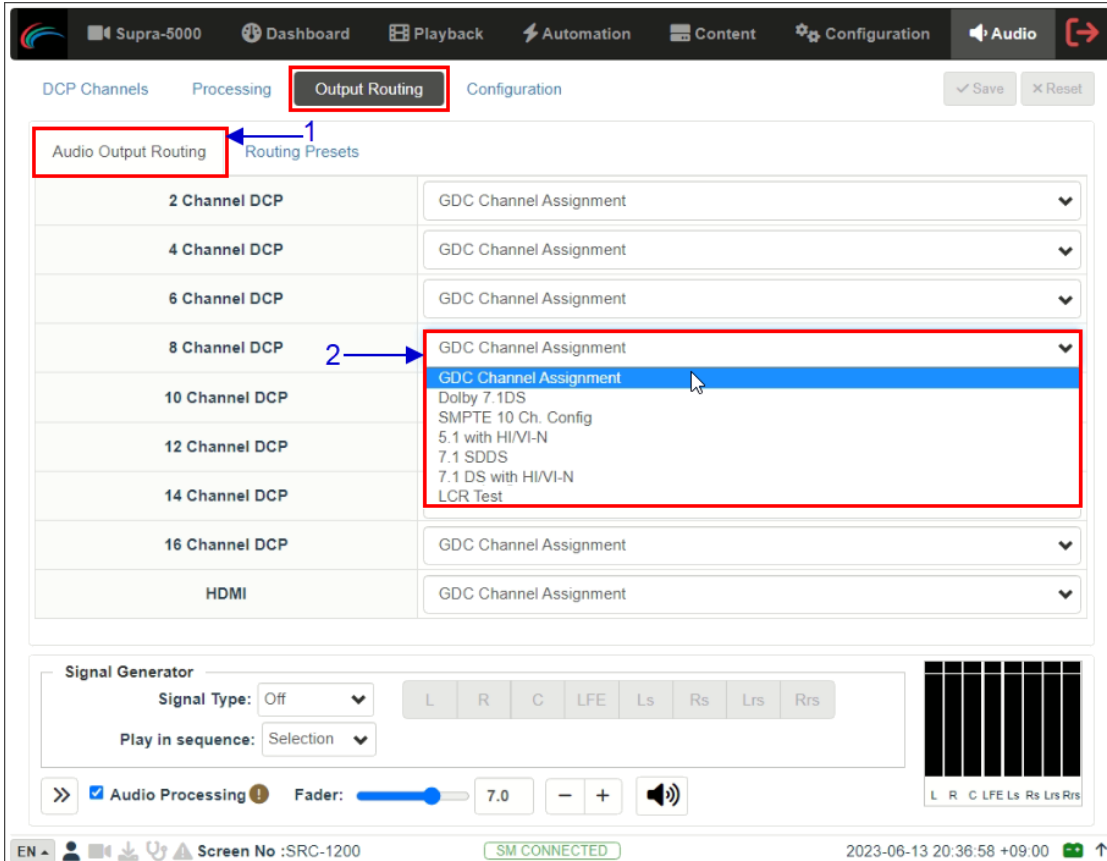 Supra-5000 Dashboard Playback Automation Content Configuration Audio
DCP Channels Processing Output Routing Configuration Save Reset
1
Audio Output Routing Routing Presets
2 Channel DCP GDC Channel Assignment
4 Channel DCP GDC Channel Assignment
6 Channel DCP GDC Channel Assignment
8 Channel DCP 2 GDC Channel Assignment
GDC Channel Assignment
10 Channel DCP Dolby 7.1DS
SMPTE 10 Ch. Config
5.1 with HI/VI-N
12 Channel DCP 7.1 SDDS
7.1 DS with HI/VI-N
14 Channel DCP LCR Test
16 Channel DCP GDC Channel Assignment
HDMI GDC Channel Assignment
Signal Generator
Signal Type: Off L R C LFE Ls Rs Lrs Rrs
Play in sequence: Selection
Audio Processing ! Fader: 7.0 − + L R C LFE Ls Rs Lrs Rrs
EN Screen No :SRC-1200 SM CONNECTED 2023-06-13 20:36:58 +09:00